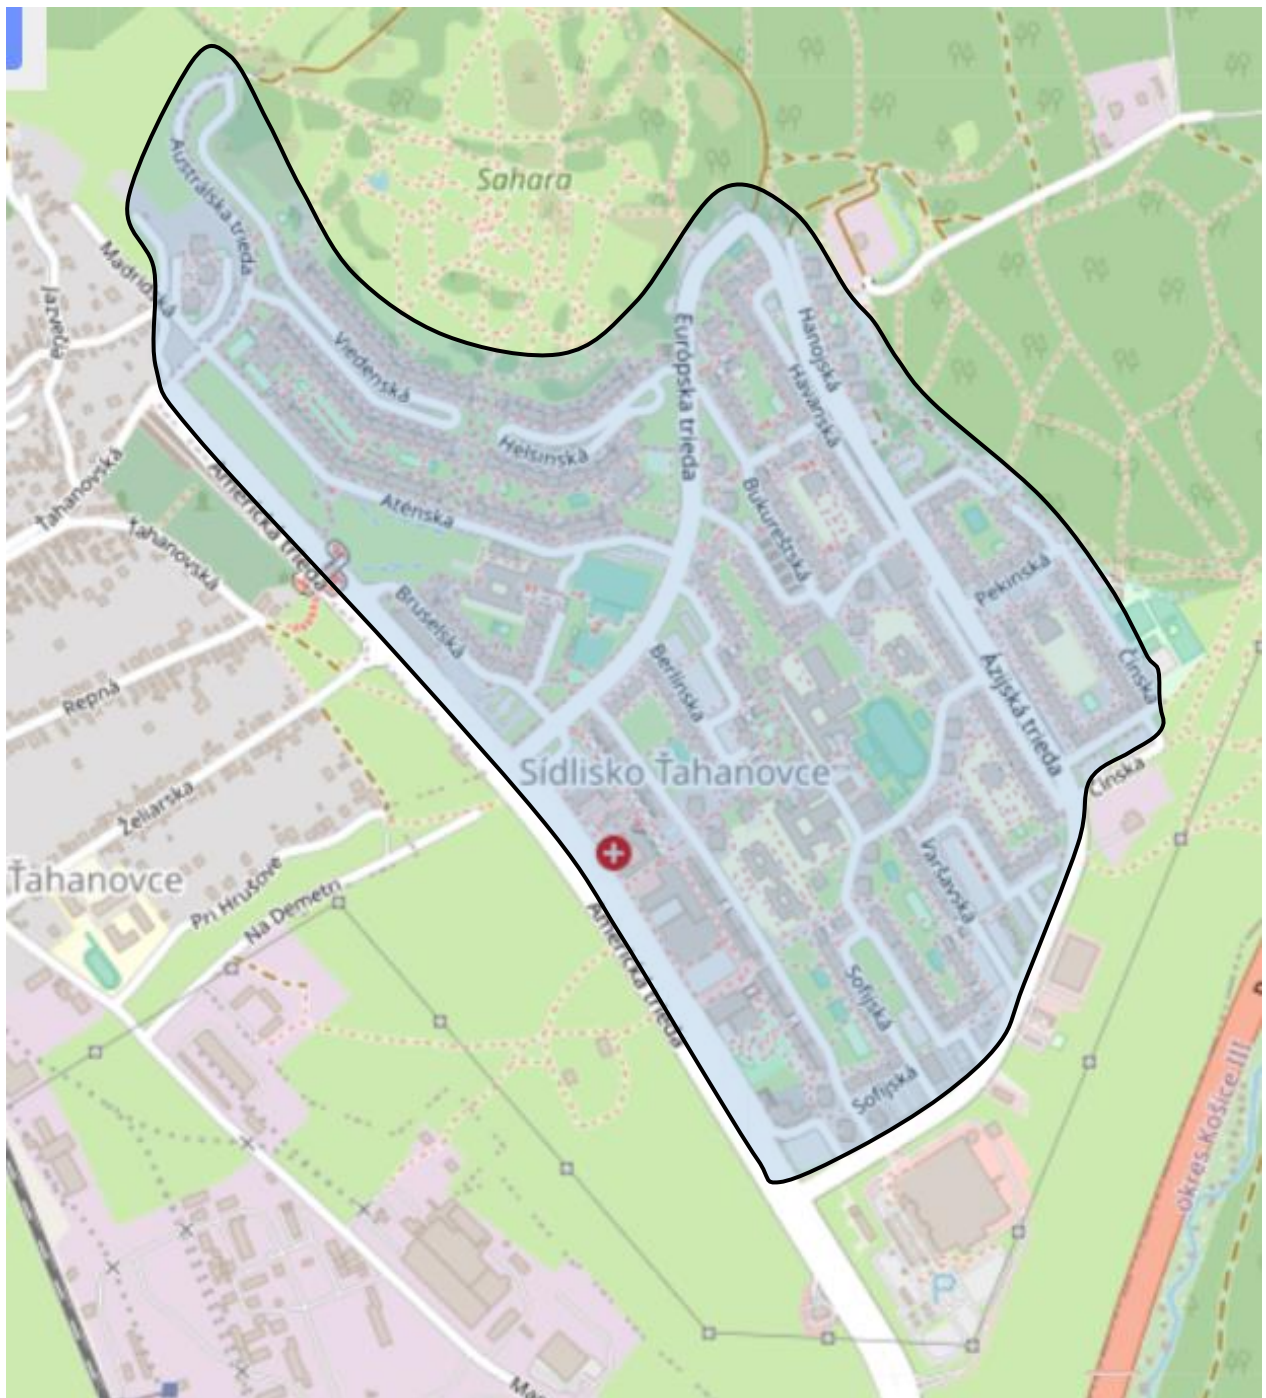 Sahara
Austrálska trieda
Madridská
Jazvečia
Hanojská
Európska trieda
Viedenská
Havanská
Helsinská
Ťahanovská
Americká trieda
Aténska
Bukureštská
Ťahanovská
Pekinská
Bruselská
Berlínska
Čínska
Ázijská trieda
Repná
Sídlisko Ťahanovce
Čínska
Želiarska
Varšavská
Ťahanovce
Pri Hrušove
Na Demetri
Americká trieda
Sofijská
Sofijská
okres Košice III
P